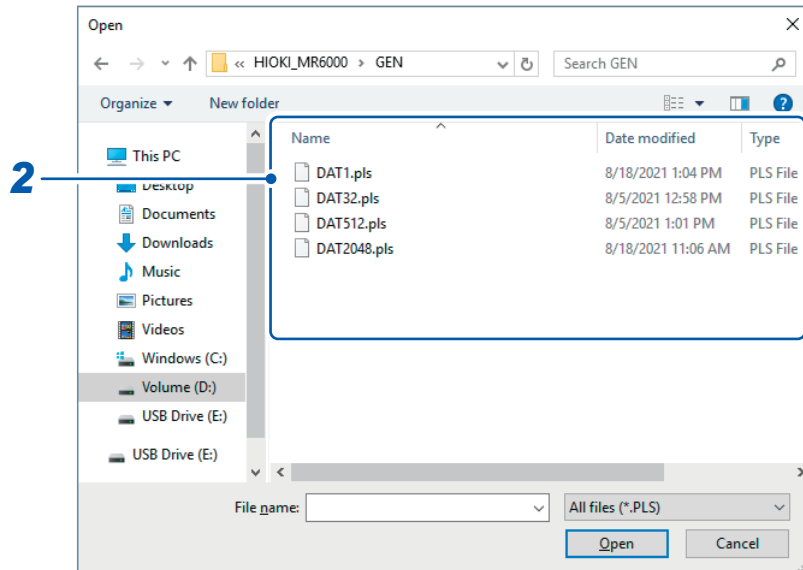 Open
« HIOKI_MR6000 > GEN
Search GEN
Organize
New folder
?
Name
Date modified
Type
This PC
Desktop
Documents
Downloads
Music
Pictures
Videos
Windows (C:)
Volume (D:)
USB Drive (E:)
USB Drive (E:)
2
DAT1.pls 8/18/2021 1:04 PM PLS File
DAT32.pls 8/5/2021 12:58 PM PLS File
DAT512.pls 8/5/2021 1:01 PM PLS File
DAT2048.pls 8/18/2021 11:06 AM PLS File
File name:
All files (*.PLS)
Open
Cancel